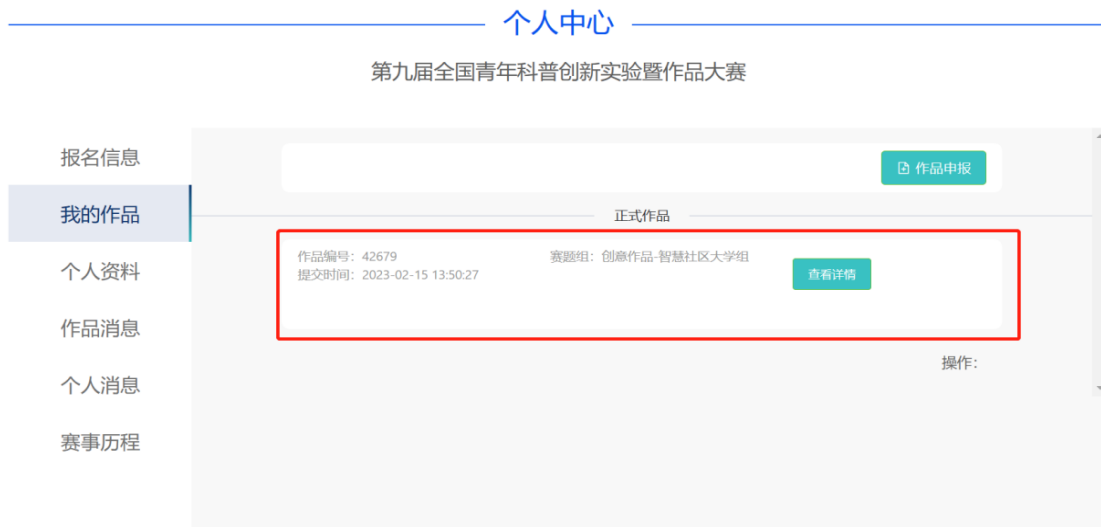 个人中心
第九届全国青年科普创新实验暨作品大赛
报名信息
我的作品
个人资料
作品消息
个人消息
赛事历程
作品申报
正式作品
作品编号：42679
赛题组：创意作品-智慧社区大学组
提交时间：2023-02-15 13:50:27
查看详情
操作：